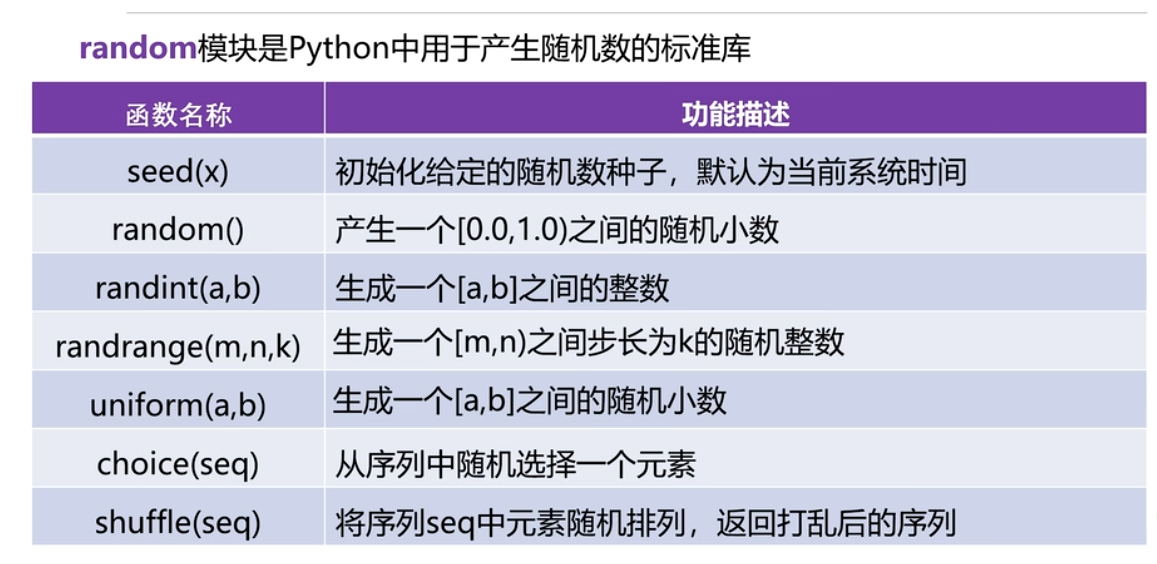 random模块是Python中用于产生随机数的标准库
函数名称 功能描述
seed(x) 初始化给定的随机数种子，默认为当前系统时间
random() 产生一个[0.0,1.0)之间的随机小数
randint(a,b) 生成一个[a,b]之间的整数
randrange(m,n,k) 生成一个[m,n)之间步长为k的随机整数
uniform(a,b) 生成一个[a,b]之间的随机小数
choice(seq) 从序列中随机选择一个元素
shuffle(seq) 将序列seq中元素随机排列，返回打乱后的序列